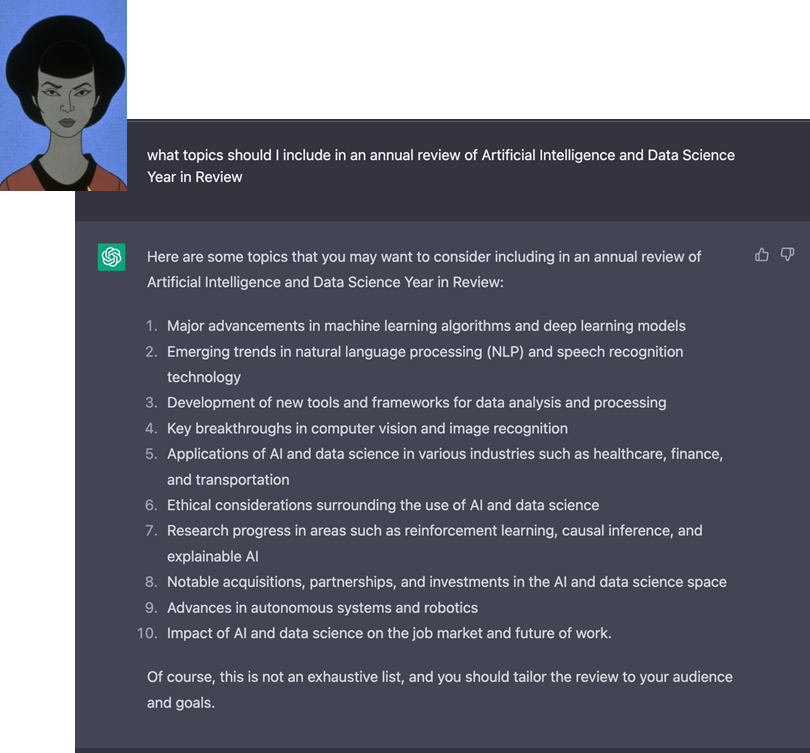 what topics should I include in an annual review of Artificial Intelligence and Data Science
Year in Review
Here are some topics that you may want to consider including in an annual review of
Artificial Intelligence and Data Science Year in Review:
1. Major advancements in machine learning algorithms and deep learning models
2. Emerging trends in natural language processing (NLP) and speech recognition
technology
3. Development of new tools and frameworks for data analysis and processing
4. Key breakthroughs in computer vision and image recognition
5. Applications of AI and data science in various industries such as healthcare, finance,
and transportation
6. Ethical considerations surrounding the use of AI and data science
7. Research progress in areas such as reinforcement learning, causal inference, and
explainable AI
8. Notable acquisitions, partnerships, and investments in the AI and data science space
9. Advances in autonomous systems and robotics
10. Impact of AI and data science on the job market and future of work.
Of course, this is not an exhaustive list, and you should tailor the review to your audience
and goals.